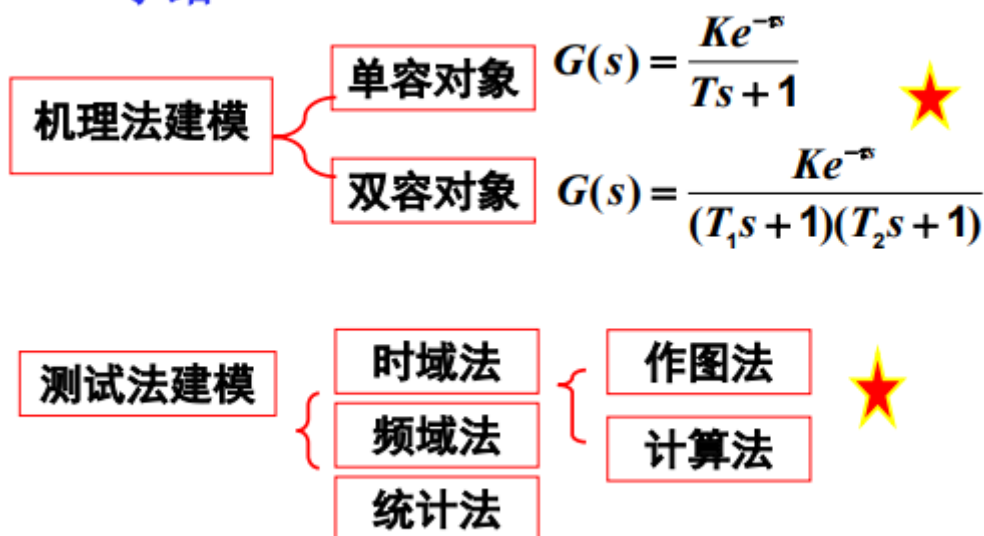 机理法建模
单容对象
G(s) = Ke^{-τs} / (Ts + 1)
双容对象
G(s) = Ke^{-τs} / ((T₁s + 1)(T₂s + 1))
测试法建模
时域法
频域法
统计法
作图法
计算法